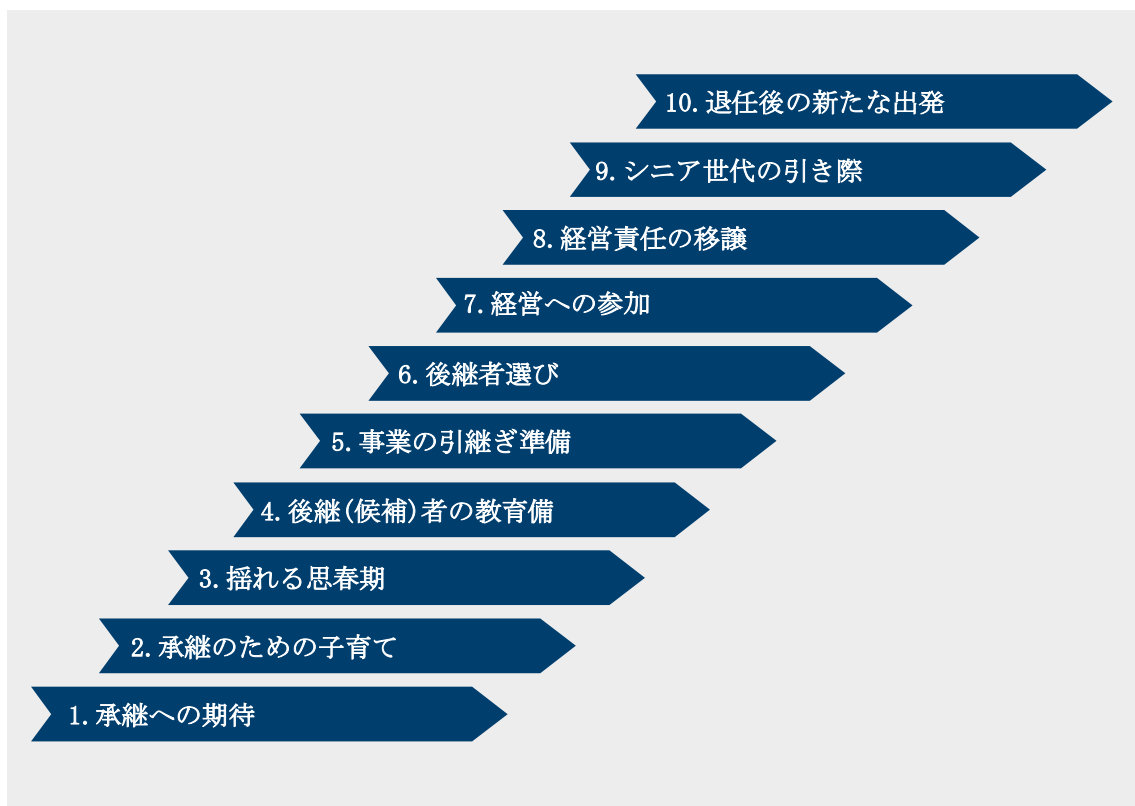 10. 退任後の新たな出発
9. シニア世代の引き際
8. 経営責任の移譲
7. 経営への参加
6. 後継者選び
5. 事業の引継ぎ準備
4. 後継(候補)者の教育備
3. 揺れる思春期
2. 承継のための子育て
1. 承継への期待